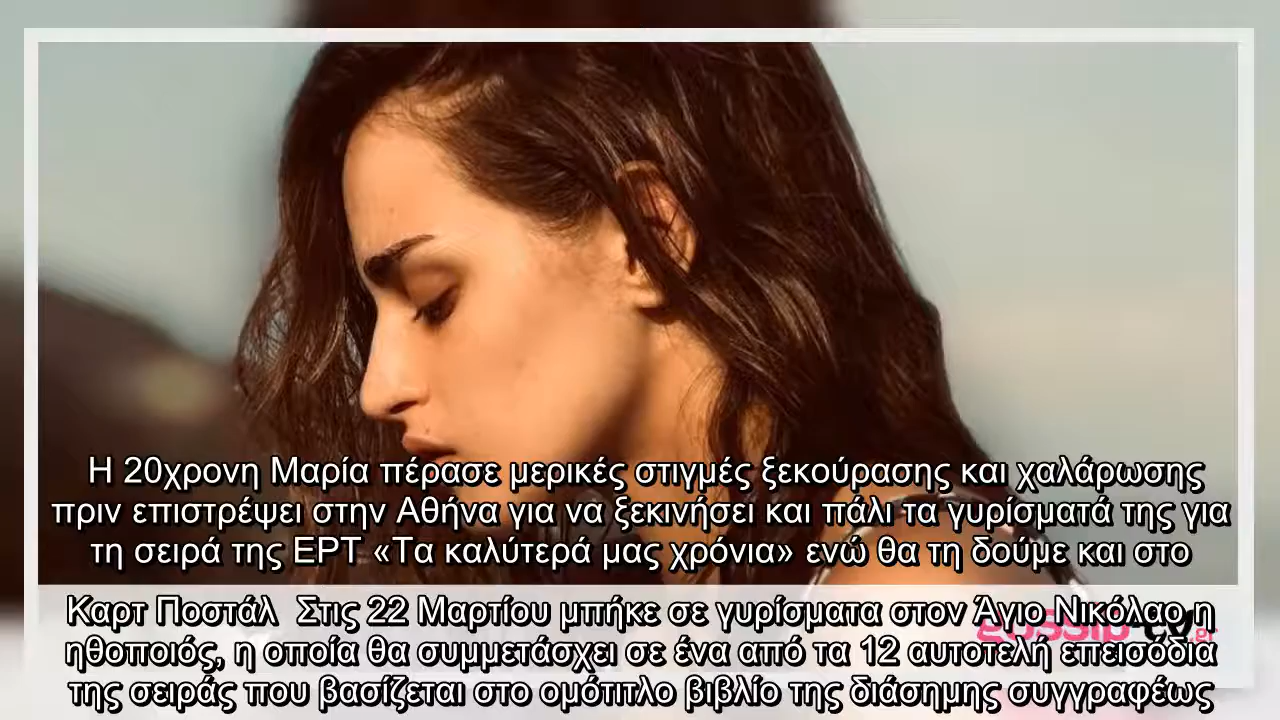 Η 20χρονη Μαρία πέρασε μερικές στιγμές ξεκούρασης και χαλάρωσης
πριν επιστρέψει στην Αθήνα για να ξεκινήσει και πάλι τα γυρίσματά της για
τη σειρά της ΕΡΤ «Τα καλύτερά μας χρόνια» ενώ θα τη δούμε και στο
Καρτ Ποστάλ Στις 22 Μαρτίου μπήκε σε γυρίσματα στον Άγιο Νικόλαο η
gossip-tv.gr
ηθοποιός, η οποία θα συμμετάσχει σε ένα από τα 12 αυτοτελή επεισόδια
της σειράς που βασίζεται στο ομότιτλο βιβλίο της διάσημης συγγραφέως